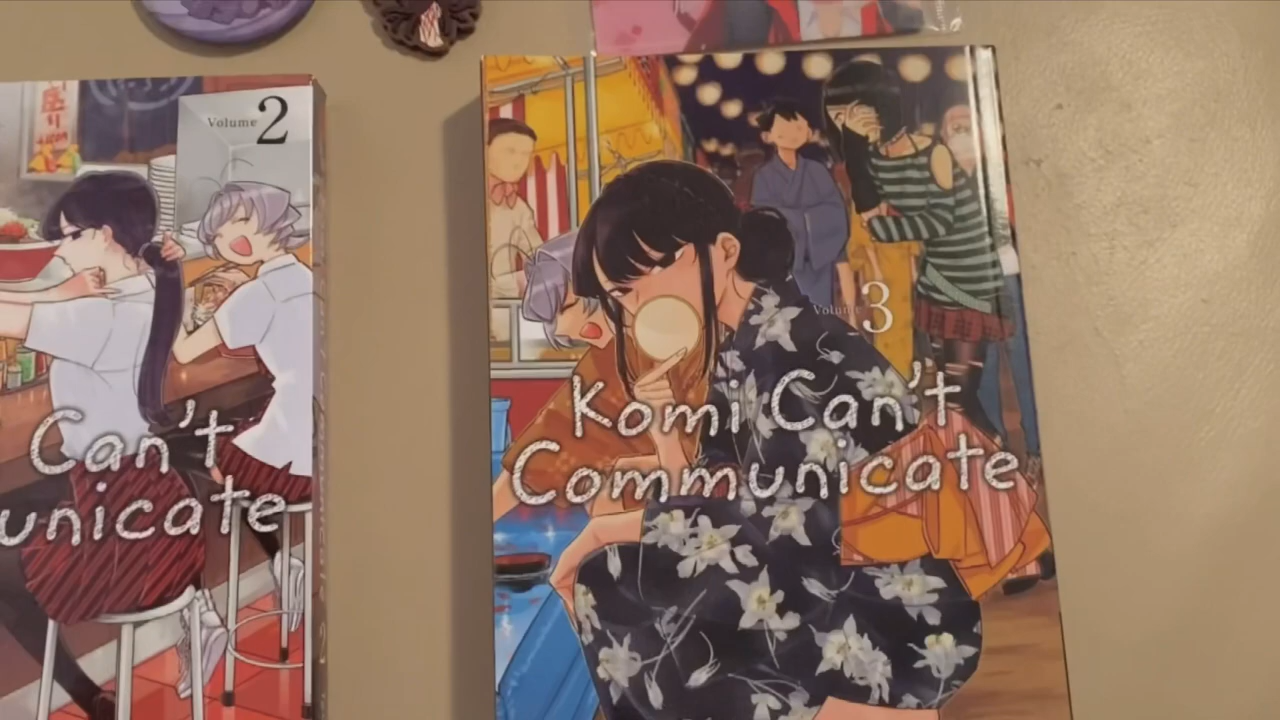 Volume 2
Can't
unicate
Volume 3
Komi Can't
Communicate